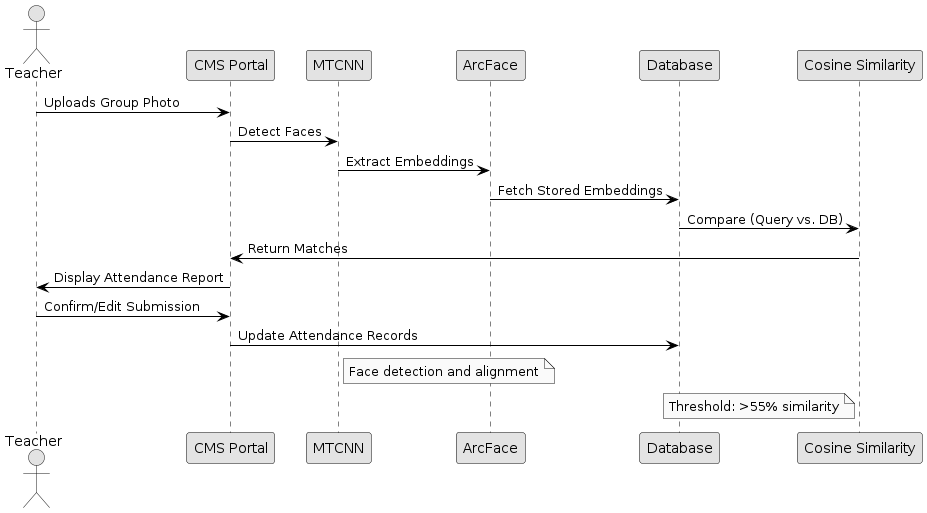 Teacher
CMS Portal
MTCNN
ArcFace
Database
Cosine Similarity
Uploads Group Photo
Detect Faces
Extract Embeddings
Fetch Stored Embeddings
Compare (Query vs. DB)
Return Matches
Display Attendance Report
Confirm/Edit Submission
Update Attendance Records
Face detection and alignment
Threshold: >55% similarity
Teacher
CMS Portal
MTCNN
ArcFace
Database
Cosine Similarity